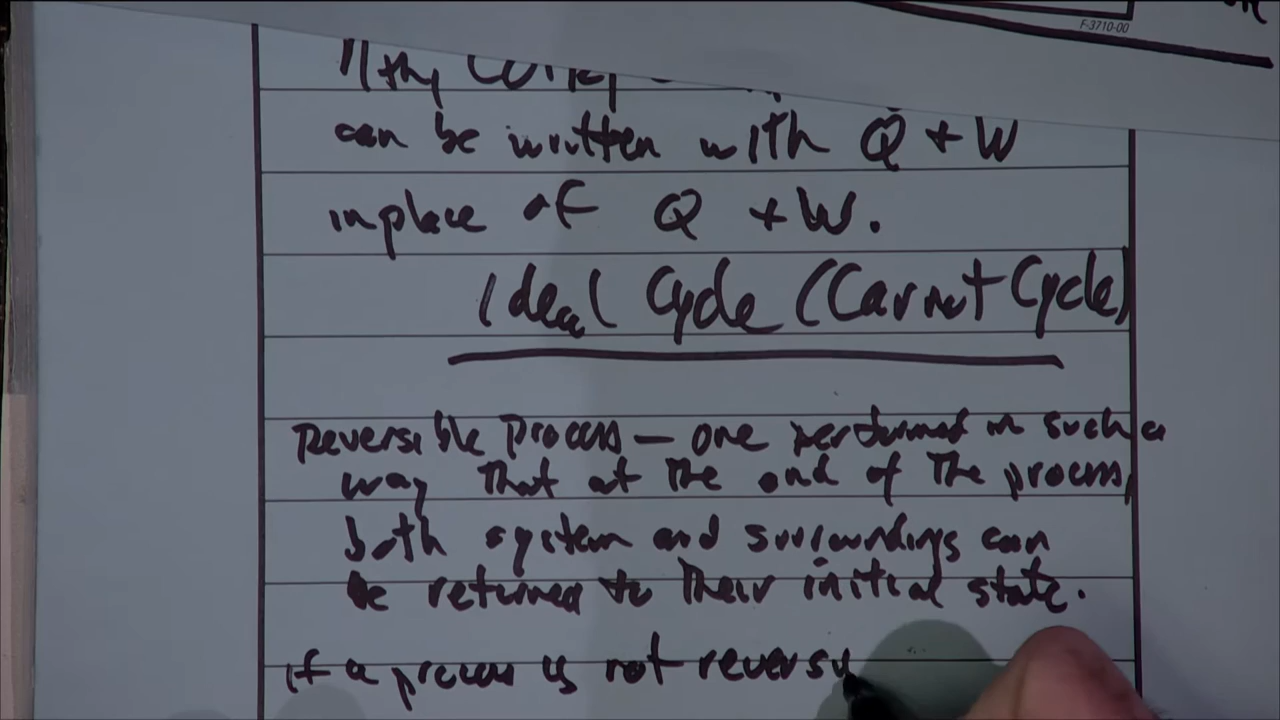 F-3710-00
can be written with Q̇ + Ẇ
in place of Q + W.
Ideal Cycle (Carnot Cycle)
Reversible Process — one performed in such a
way that at the end of the process,
both system and surroundings can
be returned to their initial state.
if a process is not